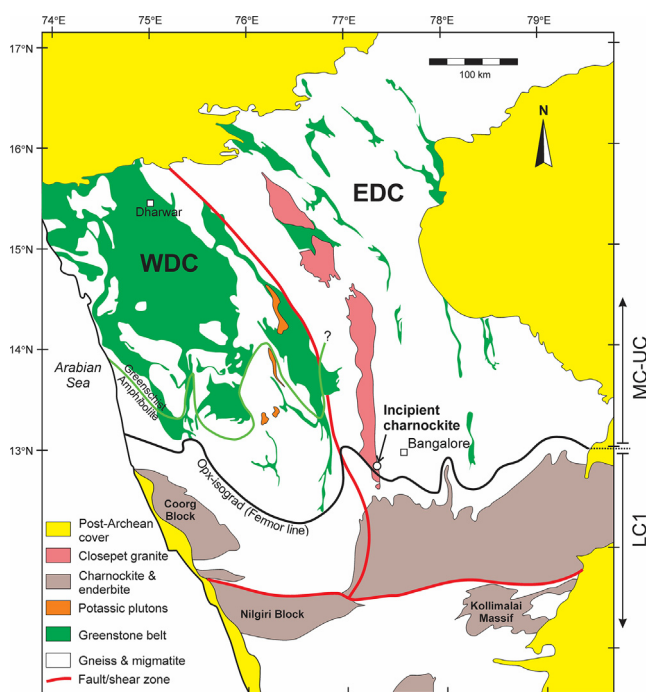 74°E
75°E
76°E
77°E
78°E
79°E
17°N
16°N
15°N
14°N
13°N
100 km
N
EDC
WDC
Dharwar
?
Arabian
Sea
Greenschist
Amphibolite
Incipient
charnockite
Bangalore
Opx-isograd (Fermor line)
MC-UC
LC1
Coorg
Block
Nilgiri Block
Kollimalai
Massif
Post-Archean
cover
Closepet granite
Charnockite &
enderbite
Potassic plutons
Greenstone belt
Gneiss & migmatite
Fault/shear zone